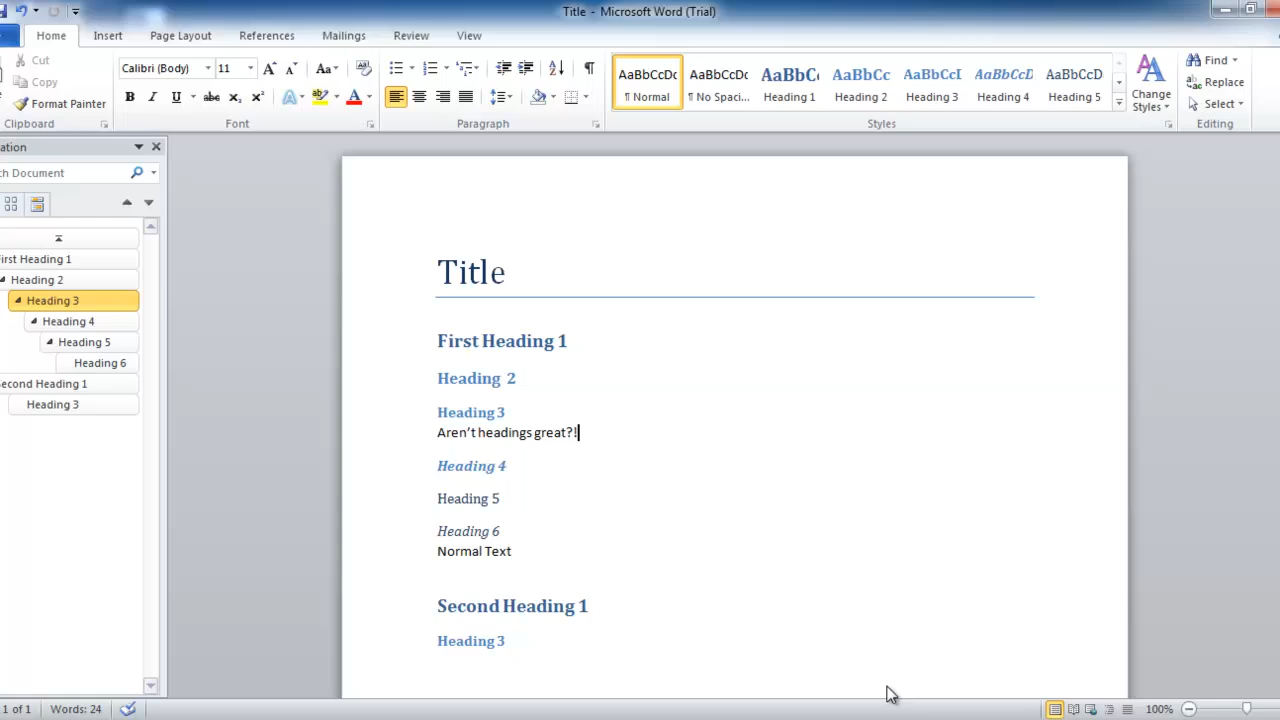 Title - Microsoft Word (Trial)
Home Insert Page Layout References Mailings Review View
Cut
Copy
Format Painter
Clipboard
Calibri (Body) 11
Font
Paragraph
AaBbCcDc AaBbCcDc AaBbC AaBbCc AaBbCcI AaBbCcD AaBbCcD
¶ Normal ¶ No Spaci... Heading 1 Heading 2 Heading 3 Heading 4 Heading 5
Change
Styles
Styles
Find
Replace
Select
Editing
ation
ch Document
First Heading 1
Heading 2
Heading 3
Heading 4
Heading 5
Heading 6
Second Heading 1
Heading 3
Title
First Heading 1
Heading 2
Heading 3
Aren’t headings great?!
Heading 4
Heading 5
Heading 6
Normal Text
Second Heading 1
Heading 3
1 of 1 Words: 24 100%